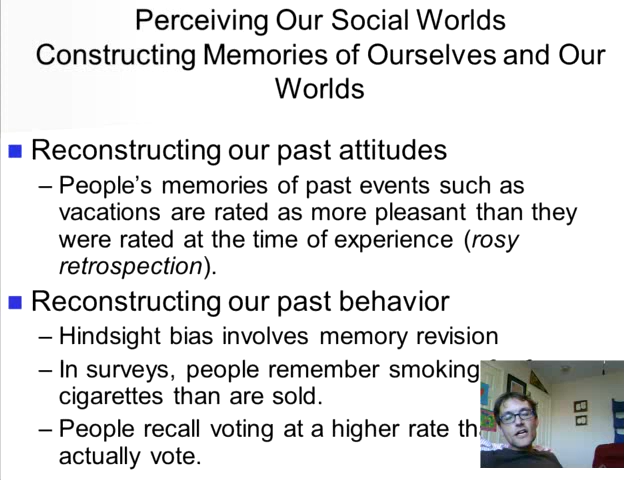 Perceiving Our Social Worlds
Constructing Memories of Ourselves and Our
Worlds
Reconstructing our past attitudes
– People's memories of past events such as
vacations are rated as more pleasant than they
were rated at the time of experience (rosy
retrospection).
Reconstructing our past behavior
– Hindsight bias involves memory revision
– In surveys, people remember smoking
cigarettes than are sold.
– People recall voting at a higher rate
actually vote.